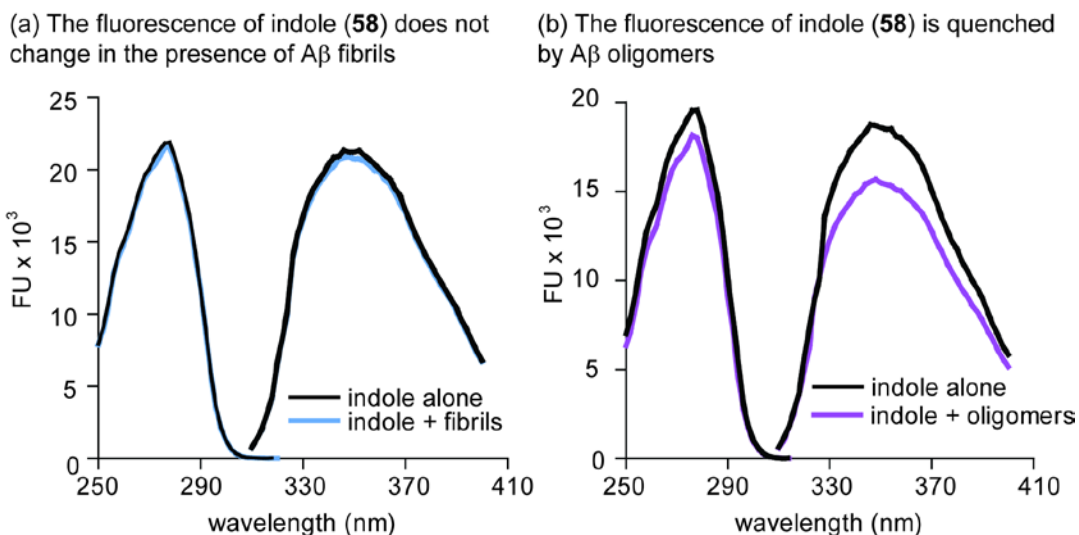 (a) The fluorescence of indole (58) does not
change in the presence of Aβ fibrils
25
20
15
10
5
0
FU x 10³
250
290
330
370
410
wavelength (nm)
indole alone
indole + fibrils
(b) The fluorescence of indole (58) is quenched
by Aβ oligomers
20
15
10
5
0
FU x 10³
250
290
330
370
410
wavelength (nm)
indole alone
indole + oligomers